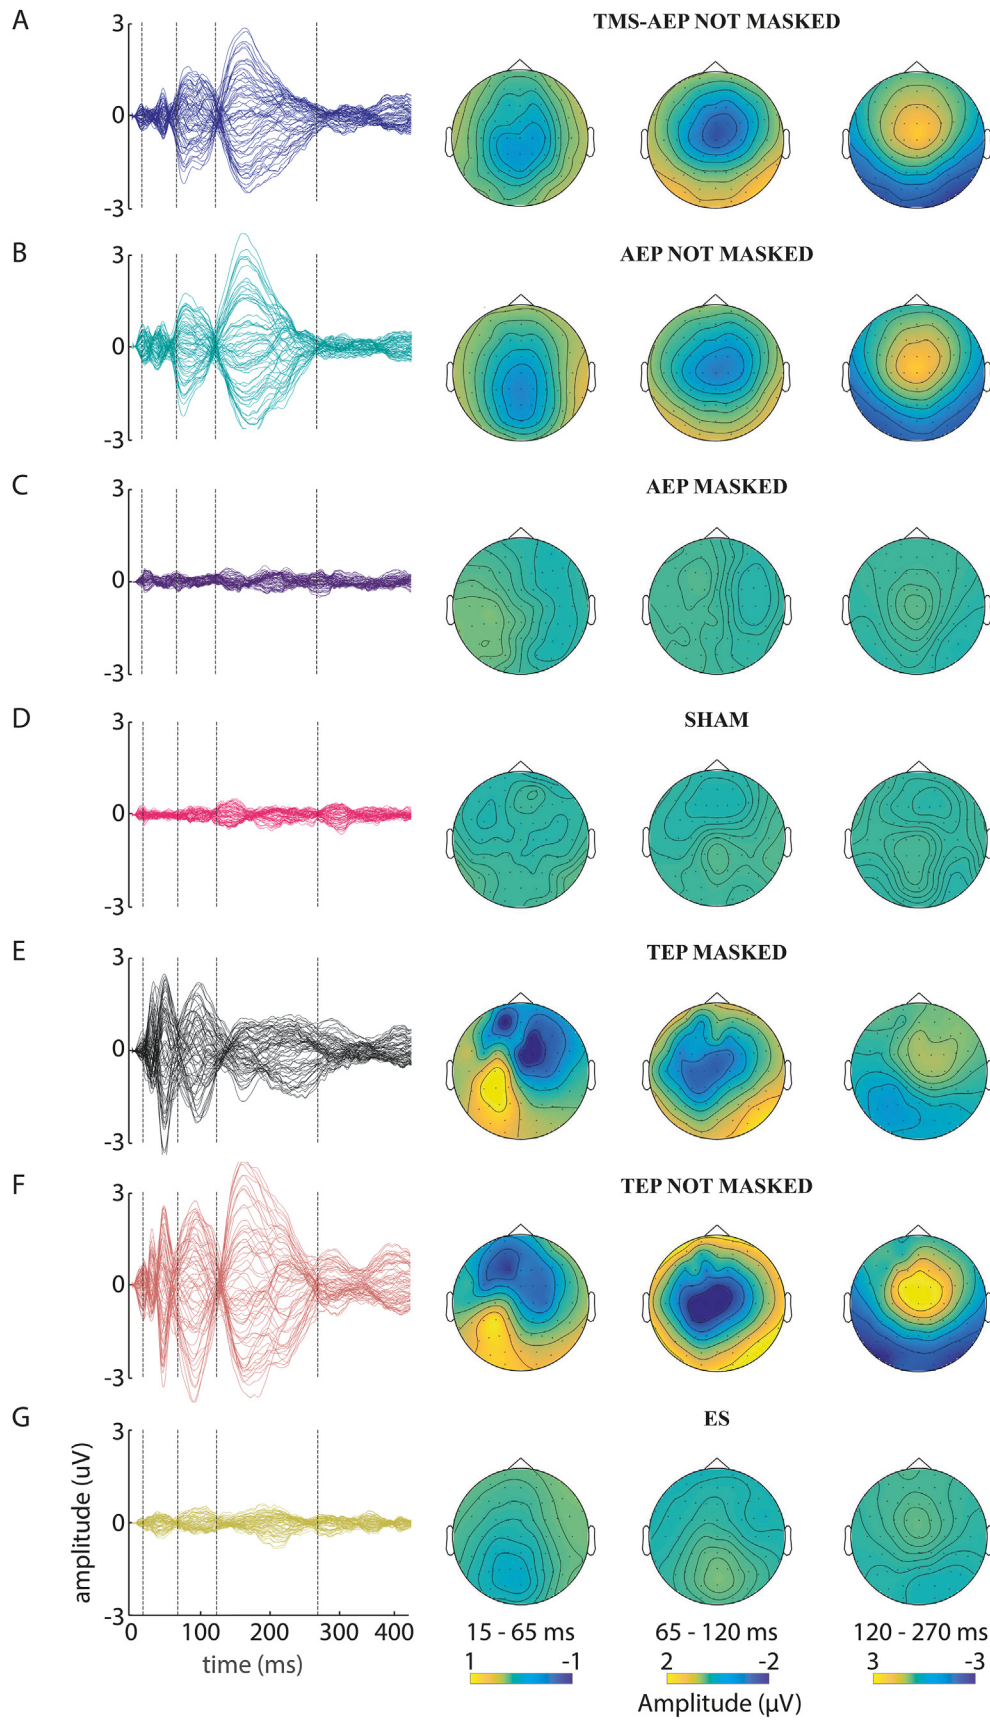 A
TMS-AEP NOT MASKED
3
0
-3
B
AEP NOT MASKED
3
0
-3
C
AEP MASKED
3
0
-3
D
SHAM
3
0
-3
E
TEP MASKED
3
0
-3
F
TEP NOT MASKED
3
0
-3
G
ES
3
0
-3
amplitude (uV)
0 100 200 300 400
time (ms)
15 - 65 ms 65 - 120 ms 120 - 270 ms
1 -1 2 -2 3 -3
Amplitude (µV)